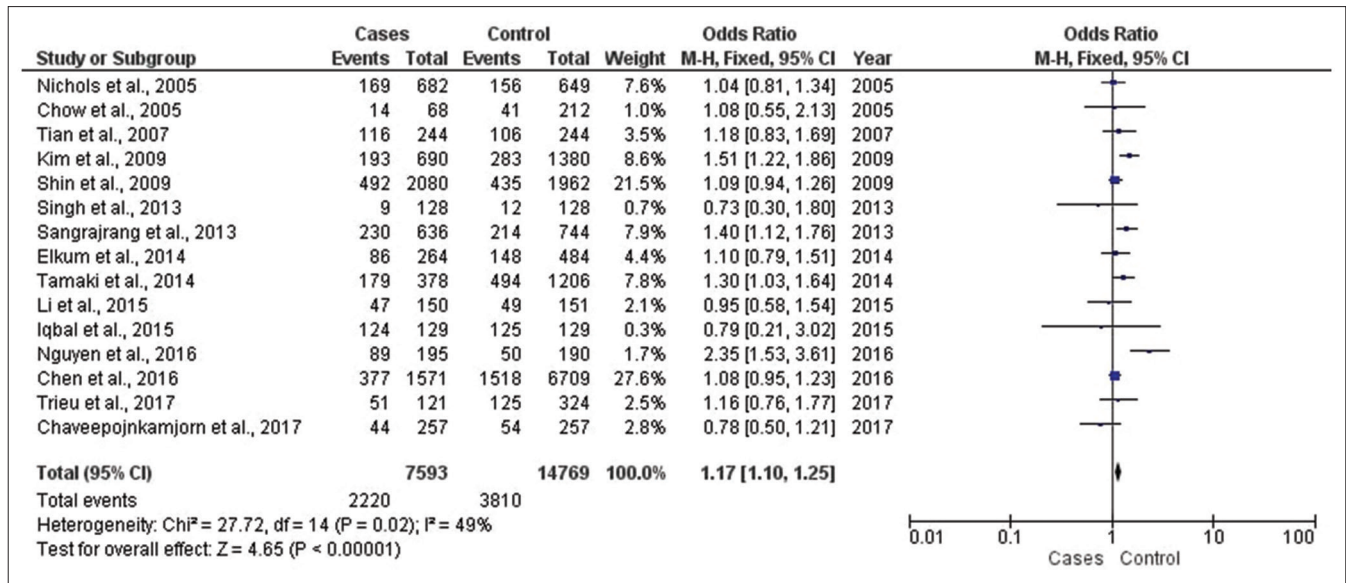 Cases Control Odds Ratio Odds Ratio
Study or Subgroup Events Total Events Total Weight M-H, Fixed, 95% CI Year M-H, Fixed, 95% CI
Nichols et al., 2005 169 682 156 649 7.6% 1.04 [0.81, 1.34] 2005
Chow et al., 2005 14 68 41 212 1.0% 1.08 [0.55, 2.13] 2005
Tian et al., 2007 116 244 106 244 3.5% 1.18 [0.83, 1.69] 2007
Kim et al., 2009 193 690 283 1380 8.6% 1.51 [1.22, 1.86] 2009
Shin et al., 2009 492 2080 435 1962 21.5% 1.09 [0.94, 1.26] 2009
Singh et al., 2013 9 128 12 128 0.7% 0.73 [0.30, 1.80] 2013
Sangrajrang et al., 2013 230 636 214 744 7.9% 1.40 [1.12, 1.76] 2013
Elkum et al., 2014 86 264 148 484 4.4% 1.10 [0.79, 1.51] 2014
Tamaki et al., 2014 179 378 494 1206 7.8% 1.30 [1.03, 1.64] 2014
Li et al., 2015 47 150 49 151 2.1% 0.95 [0.58, 1.54] 2015
Iqbal et al., 2015 124 129 125 129 0.3% 0.79 [0.21, 3.02] 2015
Nguyen et al., 2016 89 195 50 190 1.7% 2.35 [1.53, 3.61] 2016
Chen et al., 2016 377 1571 1518 6709 27.6% 1.08 [0.95, 1.23] 2016
Trieu et al., 2017 51 121 125 324 2.5% 1.16 [0.76, 1.77] 2017
Chaveepojnkamjorn et al., 2017 44 257 54 257 2.8% 0.78 [0.50, 1.21] 2017
Total (95% CI) 7593 14769 100.0% 1.17 [1.10, 1.25]
Total events 2220 3810
Heterogeneity: Chi² = 27.72, df = 14 (P = 0.02); I² = 49%
Test for overall effect: Z = 4.65 (P < 0.00001)
0.01 0.1 1 10 100
Cases Control